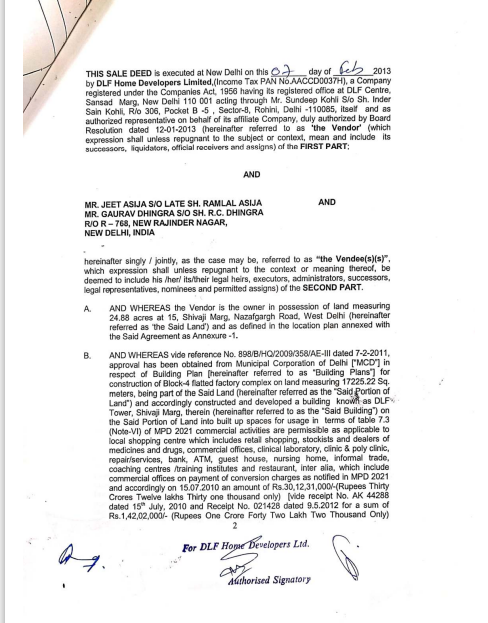 THIS SALE DEED is executed at New Delhi on this 07 day of Feb 2013
by DLF Home Developers Limited,(Income Tax PAN No.AACCD0037H), a Company
registered under the Companies Act, 1956 having its registered office at DLF Centre,
Sansad Marg, New Delhi 110 001 acting through Mr. Sundeep Kohli S/o Sh. Inder
Sain Kohli, R/o 306, Pocket B -5 , Sector-8, Rohini, Delhi -110085, itself and as
authorized representative on behalf of its affiliate Company, duly authorized by Board
Resolution dated 12-01-2013 (hereinafter referred to as 'the Vendor' (which
expression shall unless repugnant to the subject or context, mean and include its
successors, liquidators, official receivers and assigns) of the FIRST PART;
AND
MR. JEET ASIJA S/O LATE SH. RAMLAL ASIJA AND
MR. GAURAV DHINGRA S/O SH. R.C. DHINGRA
R/O R – 768, NEW RAJINDER NAGAR,
NEW DELHI, INDIA
hereinafter singly / jointly, as the case may be, referred to as "the Vendee(s)(s)",
which expression shall unless repugnant to the context or meaning thereof, be
deemed to include his /her/ its/their legal heirs, executors, administrators, successors,
legal representatives, nominees and permitted assigns) of the SECOND PART.
A. AND WHEREAS the Vendor is the owner in possession of land measuring
24.88 acres at 15, Shivaji Marg, Nazafgargh Road, West Delhi (hereinafter
referred as 'the Said Land') and as defined in the location plan annexed with
the Said Agreement as Annexure -1.
B. AND WHEREAS vide reference No. 898/B/HQ/2009/358/AE-III dated 7-2-2011,
approval has been obtained from Municipal Corporation of Delhi ["MCD"] in
respect of Building Plan [hereinafter referred to as "Building Plans"] for
construction of Block-4 flatted factory complex on land measuring 17225.22 Sq.
meters, being part of the Said Land (hereinafter referred as the "Said Portion of
Land") and accordingly constructed and developed a building known as DLF
Tower, Shivaji Marg, therein (hereinafter referred as the "Said Building") on
the Said Portion of Land into built up spaces for usage in terms of table 7.3
(Note-VI) of MPD 2021 commercial activities are permissible as applicable to
local shopping centre which includes retail shopping, stockists and dealers of
medicines and drugs, commercial offices, clinical laboratory, clinic & poly clinic,
repair/services, bank, ATM, guest house, nursing home, informal trade,
coaching centres /training institutes and restaurant, inter alia, which include
commercial offices on payment of conversion charges as notified in MPD 2021
and accordingly on 15.07.2010 an amount of Rs.30,12,31,000/-(Rupees Thirty
Crores Twelve lakhs Thirty one thousand only) [vide receipt No. AK 44288
dated 15th July, 2010 and Receipt No. 021428 dated 9.5.2012 for a sum of
Rs.1,42,02,000/- (Rupees One Crore Forty Two Lakh Two Thousand Only)
2
For DLF Home Developers Ltd.
Authorised Signatory